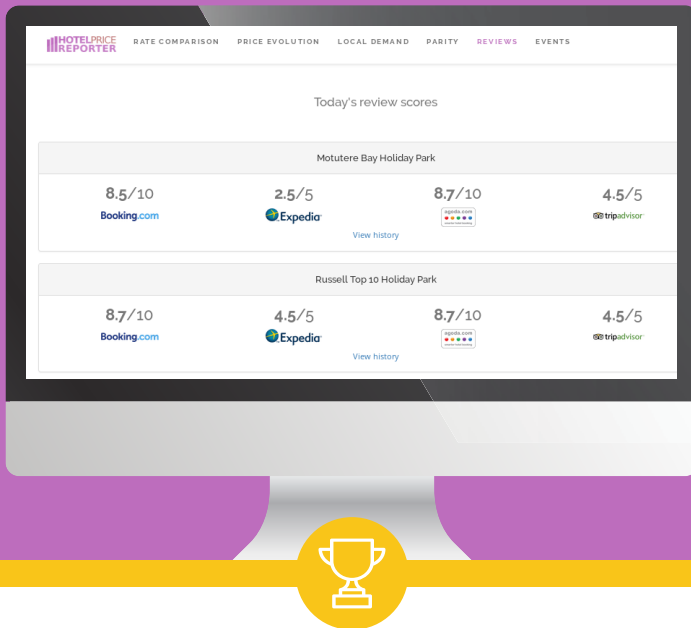 HOTELPRICE
REPORTER
RATE COMPARISON PRICE EVOLUTION LOCAL DEMAND PARITY REVIEWS EVENTS
Today's review scores
Motutere Bay Holiday Park
8.5/10 2.5/5 8.7/10 4.5/5
Booking.com Expedia agoda.com tripadvisor
View history
Russell Top 10 Holiday Park
8.7/10 4.5/5 8.7/10 4.5/5
Booking.com Expedia agoda.com tripadvisor
View history